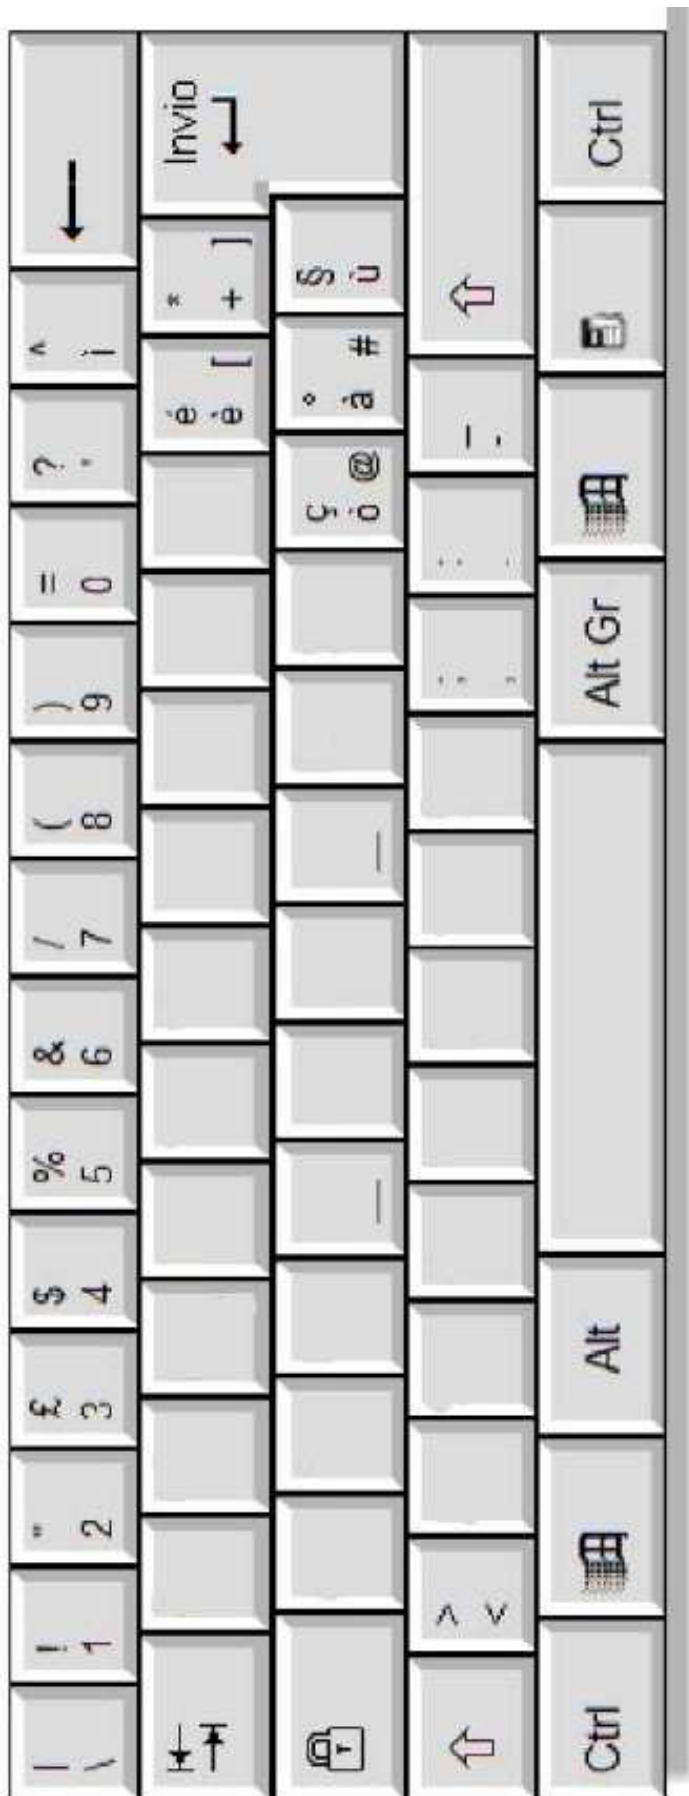 | ! " £ $ % & / ( ) = ? ^
\ 1 2 3 4 5 6 7 8 9 0 ' ì
é * Invio
è [ + ]
ç ° §
ò @ à # ù
> ; : _
< , . -
Ctrl Alt Alt Gr Ctrl